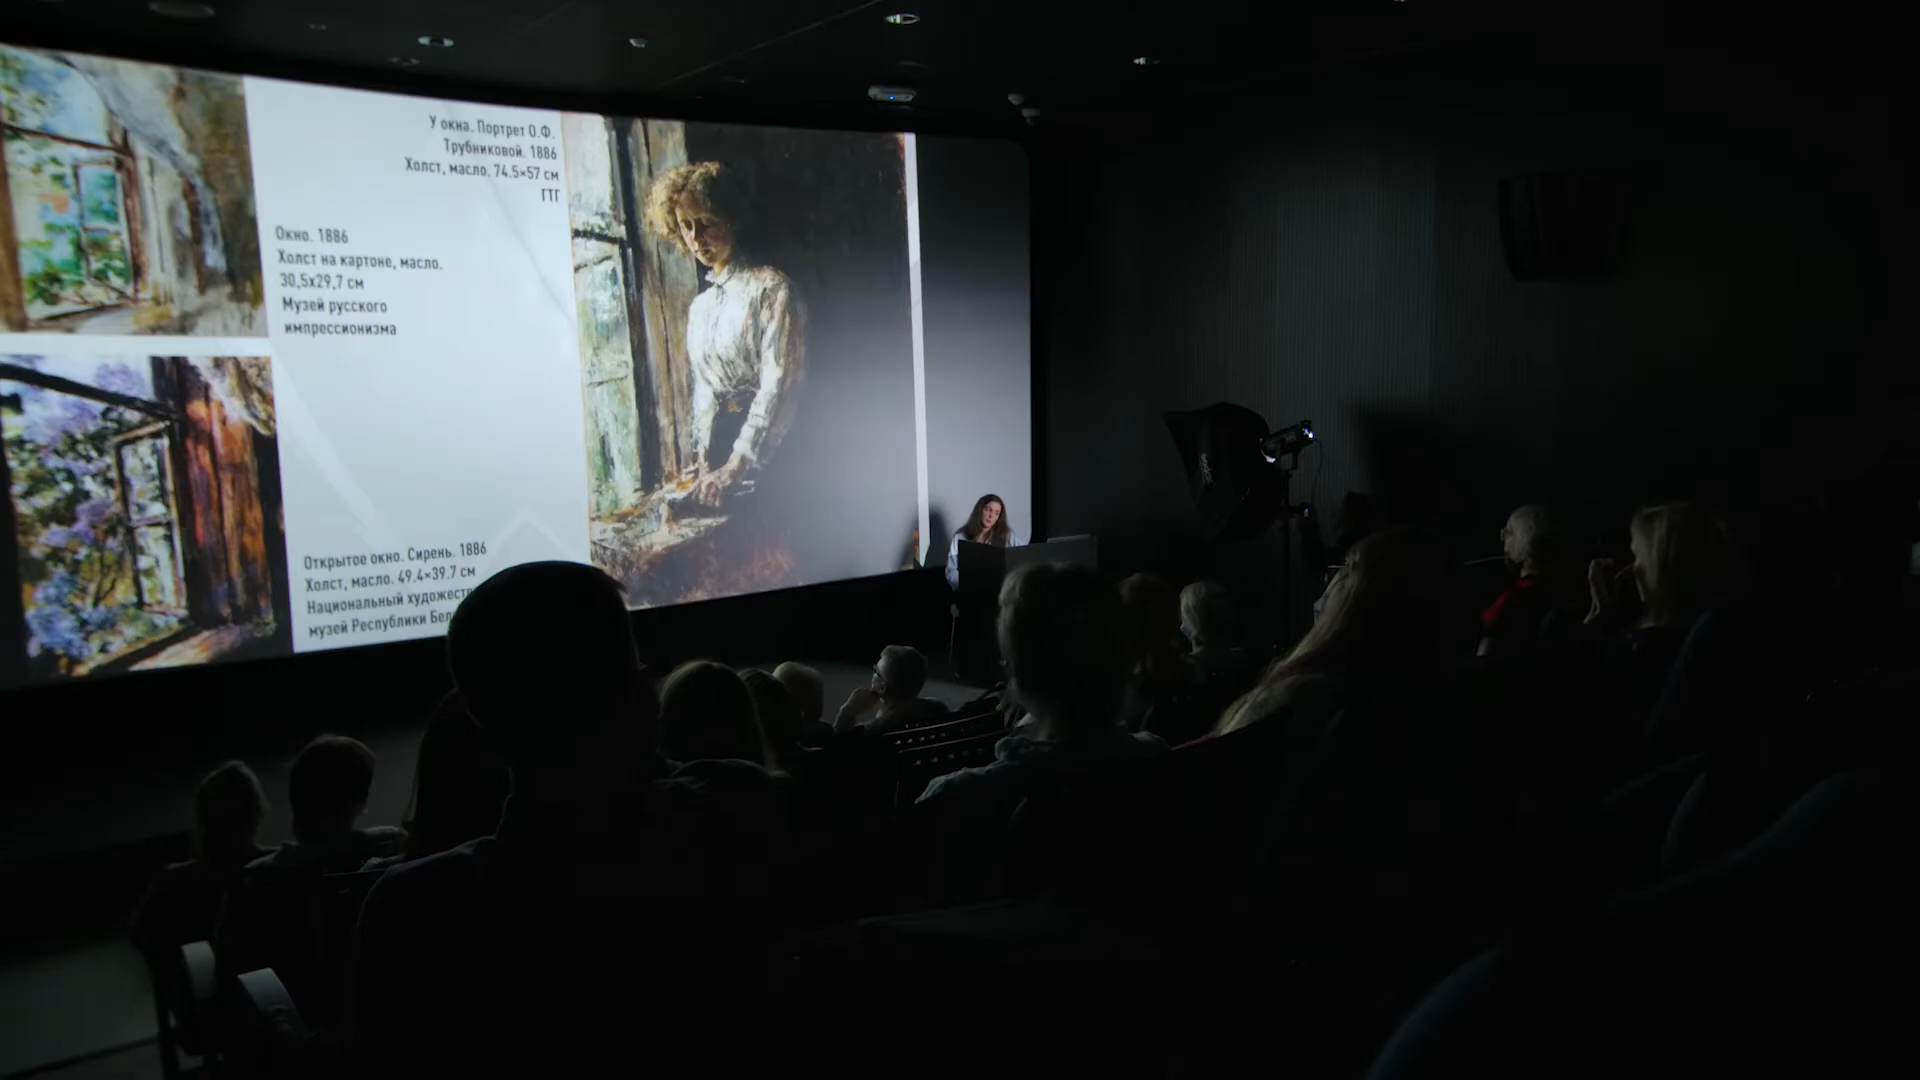 У окна. Портрет О.Ф.
Трубниковой. 1886
Холст, масло. 74.5×57 см
ГТГ
Окно. 1886
Холст на картоне, масло.
30,5х29,7 см
Музей русского
импрессионизма
Открытое окно. Сирень. 1886
Холст, масло. 49.4×39.7 см
Национальный
музей Республики